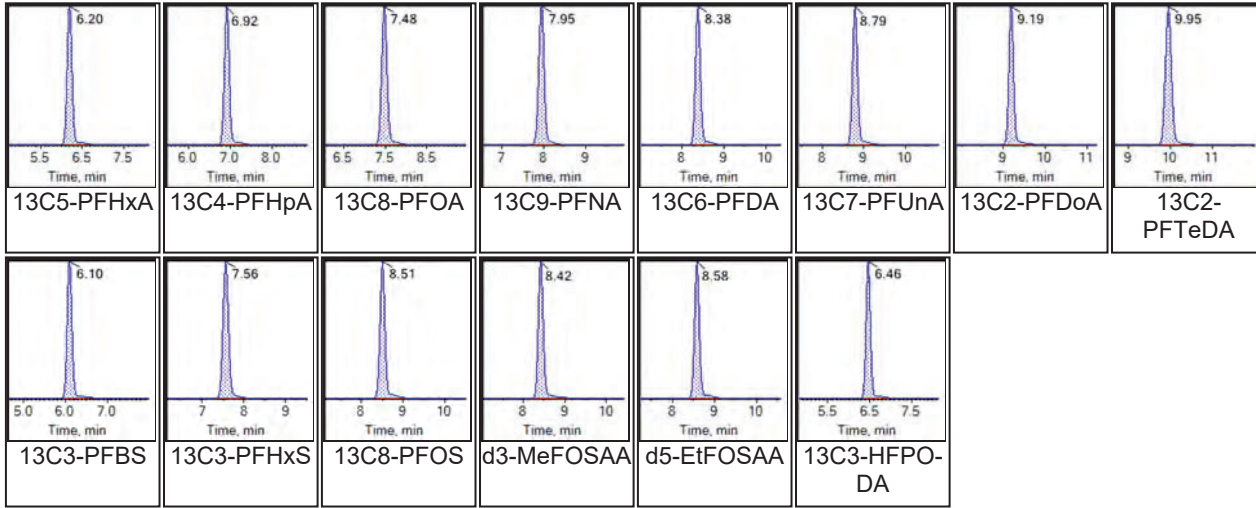 6.20
5.5 6.5 7.5
Time, min
13C5-PFHxA
6.92
6.0 7.0 8.0
Time, min
13C4-PFHpA
7.48
6.5 7.5 8.5
Time, min
13C8-PFOA
7.95
7 8 9
Time, min
13C9-PFNA
8.38
8 9 10
Time, min
13C6-PFDA
8.79
8 9 10
Time, min
13C7-PFUnA
9.19
9 10 11
Time, min
13C2-PFDoA
9.95
9 10 11
Time, min
13C2-
PFTeDA
6.10
5.0 6.0 7.0
Time, min
13C3-PFBS
7.56
7 8 9
Time, min
13C3-PFHxS
8.51
8 9 10
Time, min
13C8-PFOS
8.42
8 9 10
Time, min
d3-MeFOSAA
8.58
8 9 10
Time, min
d5-EtFOSAA
6.46
5.5 6.5 7.5
Time, min
13C3-HFPO-
DA